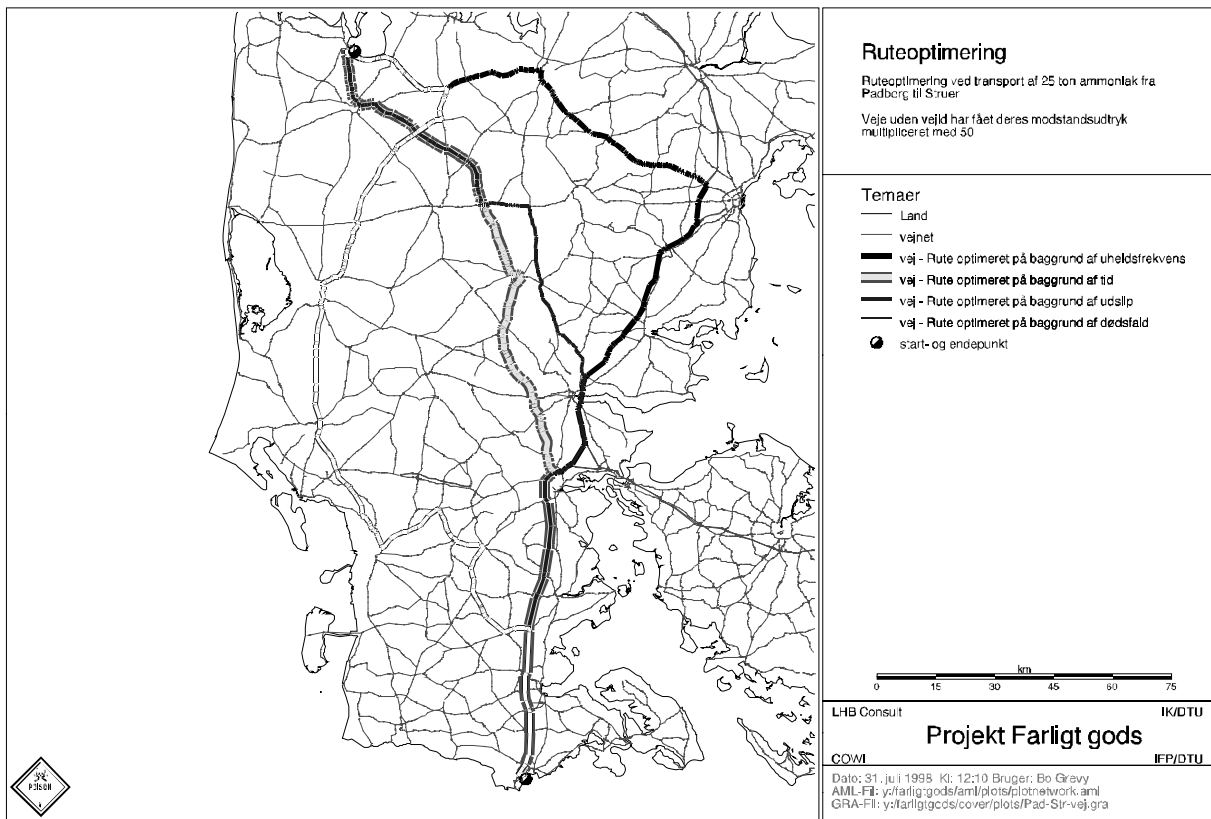 Ruteoptimering
Ruteoptimering ved transport af 25 ton ammoniak fra
Padborg til Struer
Veje uden vejid har fået deres modstandsudtryk
multipliceret med 50
Temaer
Land
vejnet
vej - Rute optimeret på baggrund af uheldsfrekvens
vej - Rute optimeret på baggrund af tid
vej - Rute optimeret på baggrund af udslip
vej - Rute optimeret på baggrund af dødsfald
start- og endepunkt
km
0 15 30 45 60 75
LHB Consult IK/DTU
Projekt Farligt gods
COWI IFP/DTU
Dato: 31. juli 1998 Kl: 12:10 Bruger: Bo Grevy
AML-Fil: y:/farligtgods/aml/plots/plotnetwork.aml
GRA-Fil: y:/farligtgods/cover/plots/Pad-Str-vej.gra
POISON